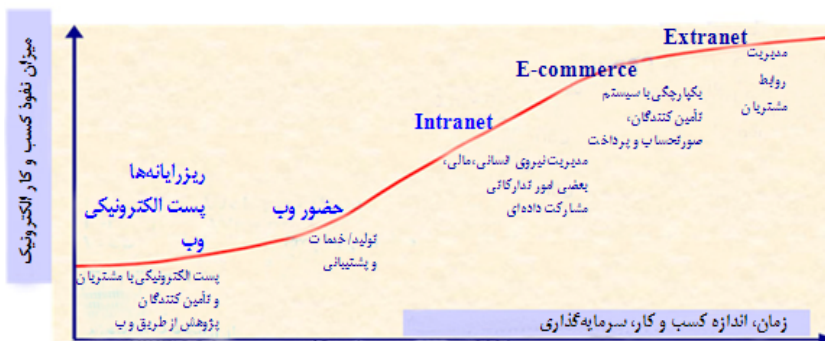 میزان نفوذ کسب و کار الکترونیک
ریزرایانه‌ها
پست الکترونیکی
وب
پست الکترونیکی با مشتریان
و تأمین کنندگان
پژوهش از طریق وب
حضور وب
تولید/خدمات
و پشتیبانی
Intranet
مدیریت نیروی انسانی، مالی،
بعضی امور تدارکاتی
مشارکت داده‌ای
E-commerce
یکپارچگی با سیستم
تأمین کنندگان،
صورتحساب و پرداخت
Extranet
مدیریت
روابط
مشتریان
زمان، اندازه کسب و کار، سرمایه‌گذاری